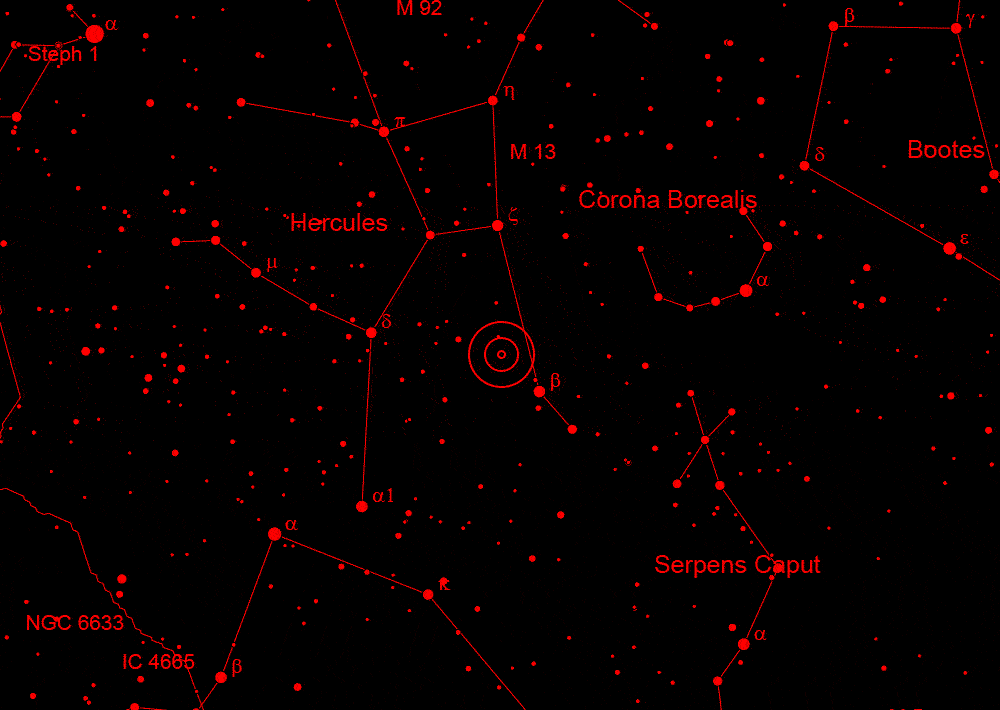 M 92
α
β
γ
Steph 1
η
π
M 13
δ
Bootes
Corona Borealis
Hercules
ζ
ε
μ
α
δ
β
α1
α
Serpens Caput
κ
NGC 6633
α
IC 4665
β